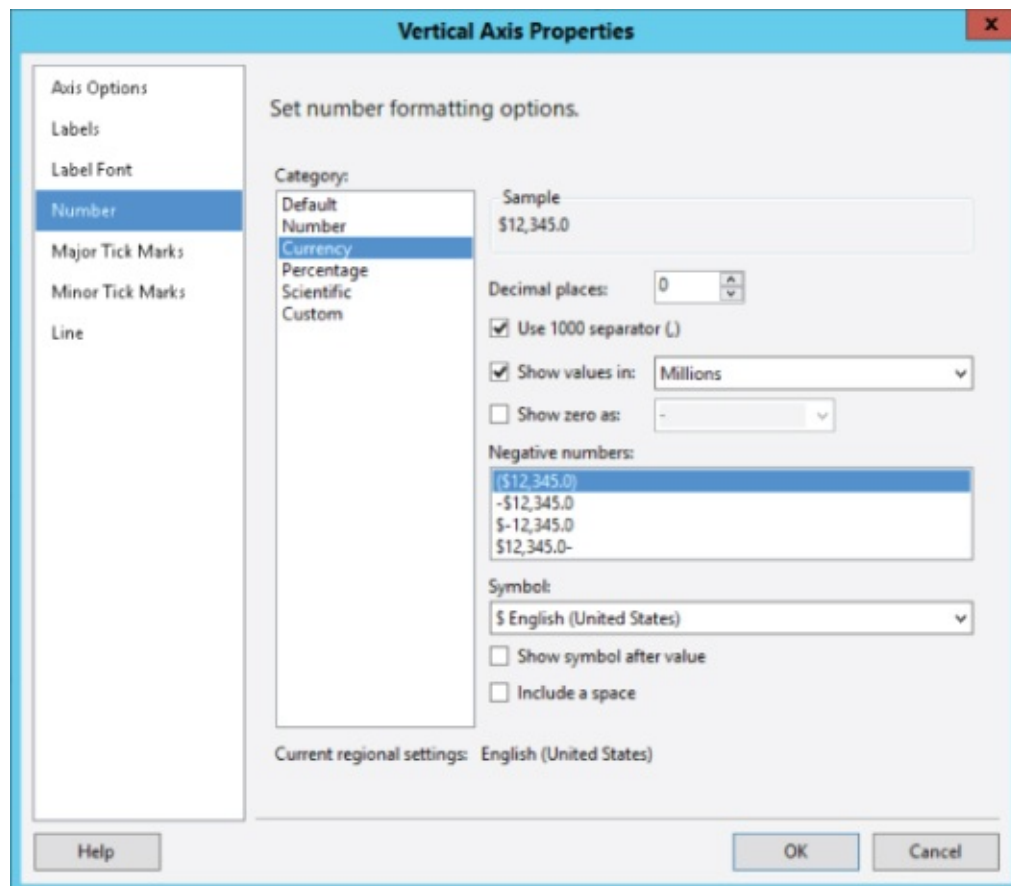 Vertical Axis Properties
x
Axis Options
Labels
Label Font
Number
Major Tick Marks
Minor Tick Marks
Line
Set number formatting options.
Category:
Default
Number
Currency
Percentage
Scientific
Custom
Sample
$12,345.0
Decimal places: 0
Use 1000 separator (,)
Show values in: Millions
Show zero as: -
Negative numbers:
($12,345.0)
-$12,345.0
$-12,345.0
$12,345.0-
Symbol:
$ English (United States)
Show symbol after value
Include a space
Current regional settings: English (United States)
Help OK Cancel